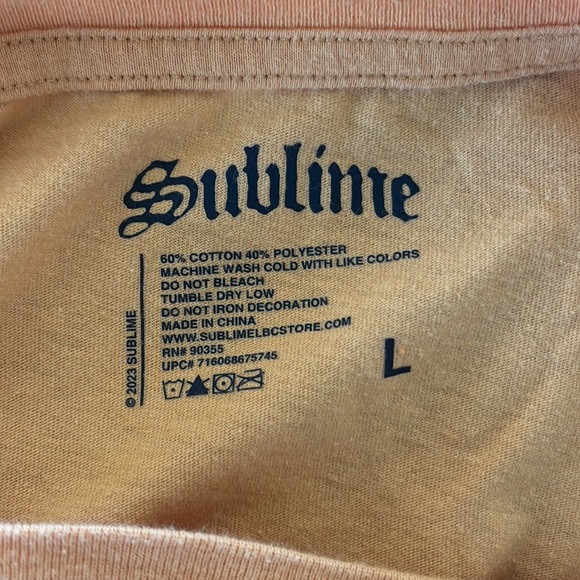 Sublime
60% COTTON 40% POLYESTER
MACHINE WASH COLD WITH LIKE COLORS
DO NOT BLEACH
TUMBLE DRY LOW
DO NOT IRON DECORATION
MADE IN CHINA
WWW.SUBLIMELBCSTORE.COM
RN# 90355
UPC# 716068675745
© 2023 SUBLIME
L